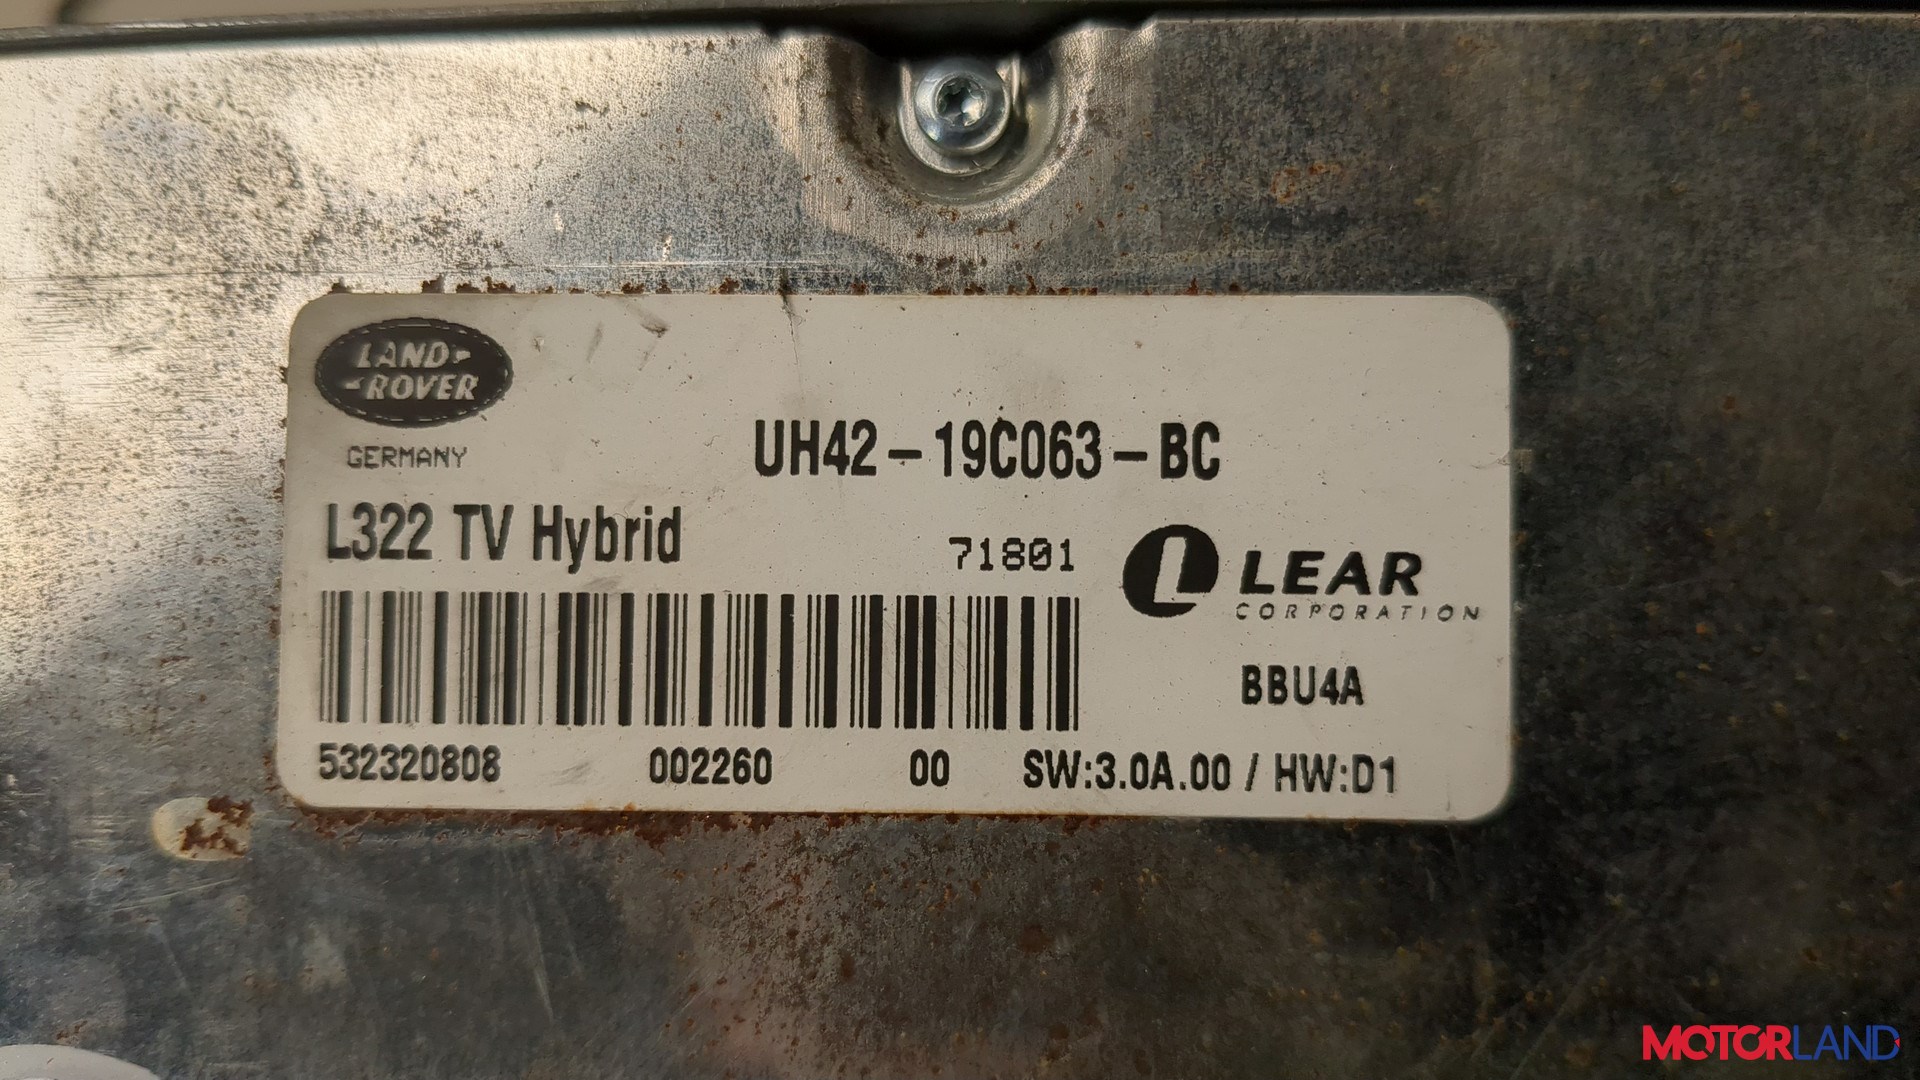 LAND ROVER
GERMANY
UH42-19C063-BC
L322 TV Hybrid
71801
LEAR
CORPORATION
BBU4A
532320808 002260 00 SW:3.0A.00 / HW:D1
MOTORLAND